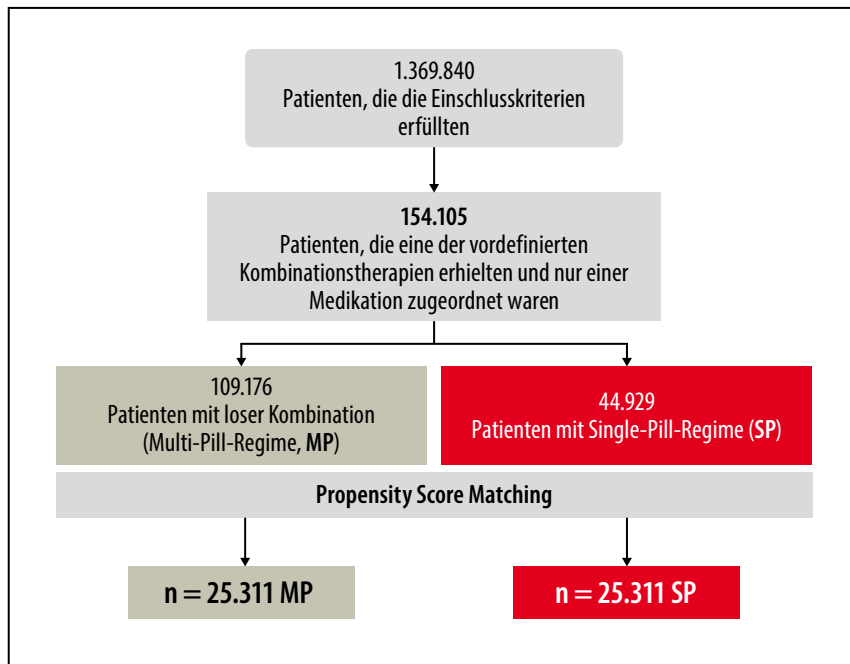 1.369.840
Patienten, die die Einschlusskriterien
erfüllten
154.105
Patienten, die eine der vordefinierten
Kombinationstherapien erhielten und nur einer
Medikation zugeordnet waren
109.176
Patienten mit loser Kombination
(Multi-Pill-Regime, MP)
44.929
Patienten mit Single-Pill-Regime (SP)
Propensity Score Matching
n = 25.311 MP
n = 25.311 SP